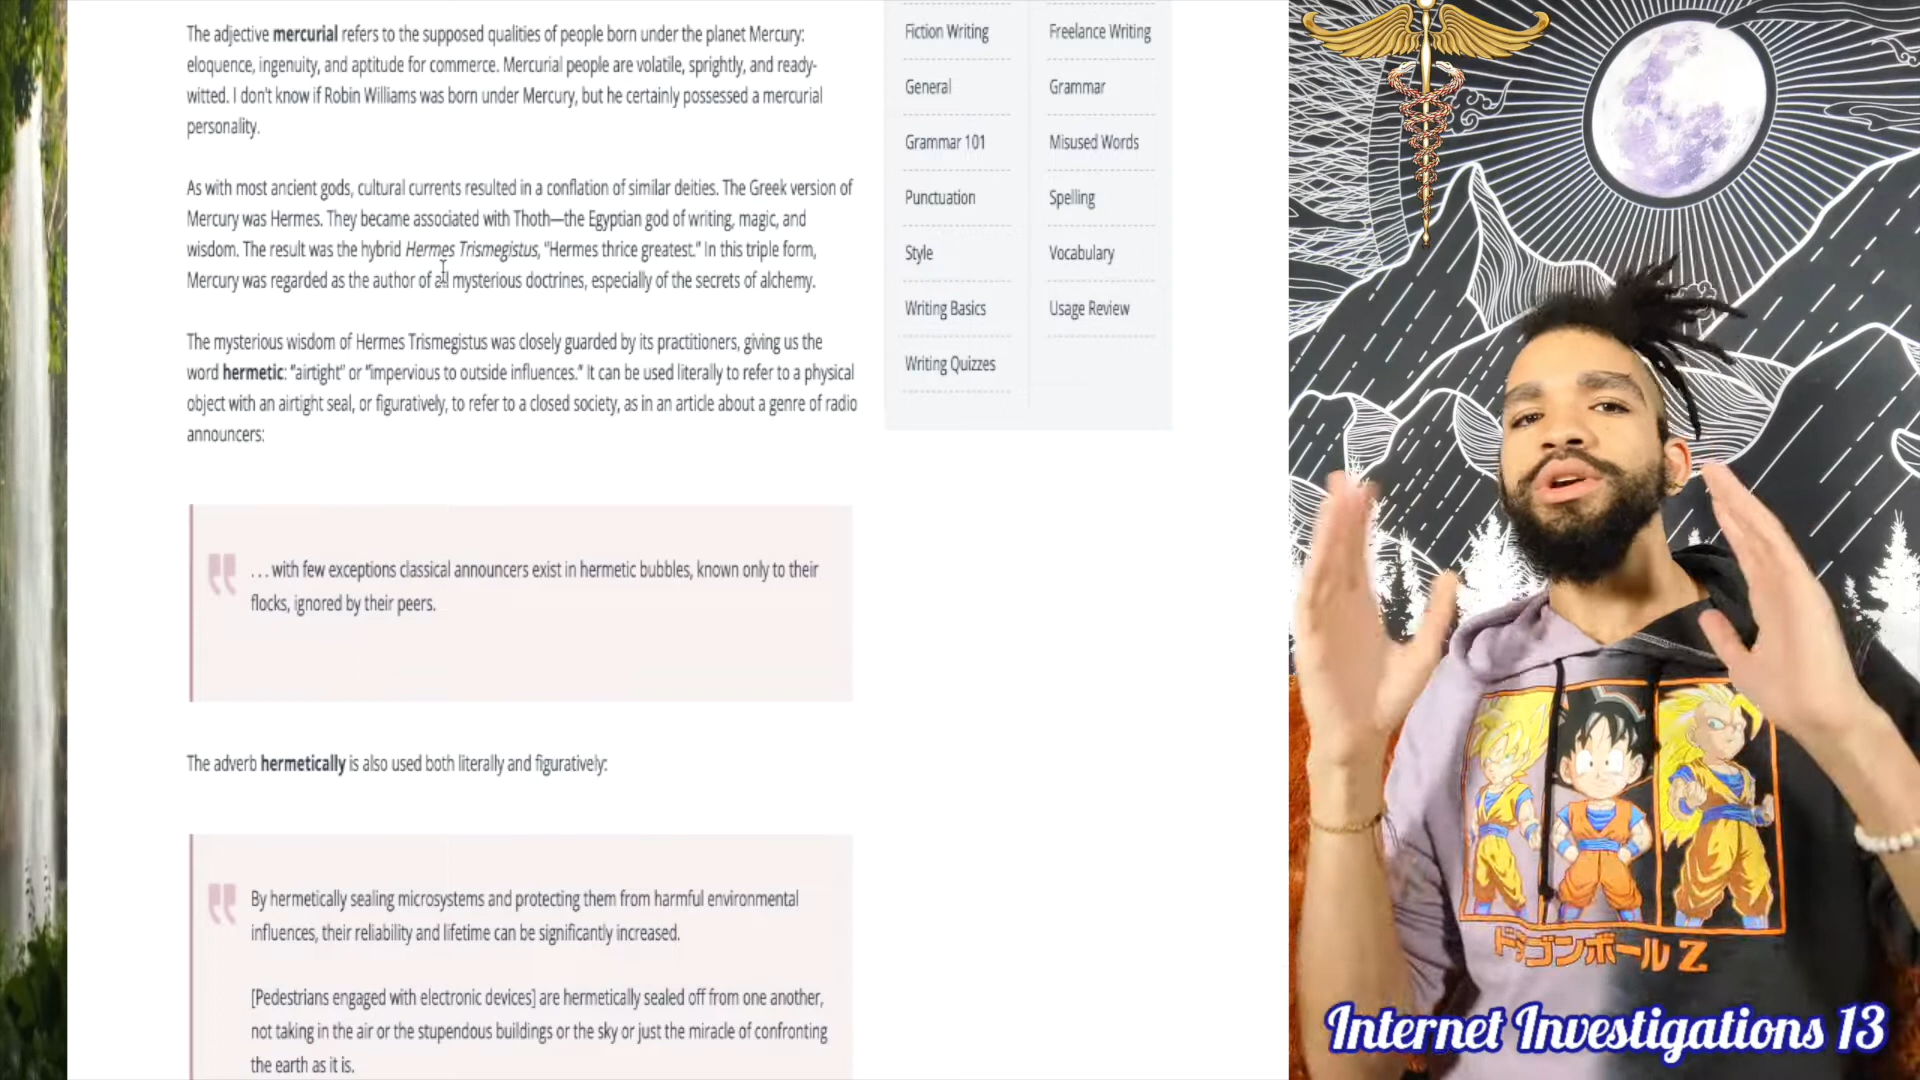 The adjective mercurial refers to the supposed qualities of people born under the planet Mercury:
eloquence, ingenuity, and aptitude for commerce. Mercurial people are volatile, sprightly, and ready-
witted. I don't know if Robin Williams was born under Mercury, but he certainly possessed a mercurial
personality.
As with most ancient gods, cultural currents resulted in a conflation of similar deities. The Greek version of
Mercury was Hermes. They became associated with Thoth—the Egyptian god of writing, magic, and
wisdom. The result was the hybrid Hermes Trismegistus, "Hermes thrice greatest." In this triple form,
Mercury was regarded as the author of all mysterious doctrines, especially of the secrets of alchemy.
The mysterious wisdom of Hermes Trismegistus was closely guarded by its practitioners, giving us the
word hermetic: "airtight" or "impervious to outside influences." It can be used literally to refer to a physical
object with an airtight seal, or figuratively, to refer to a closed society, as in an article about a genre of radio
announcers:
. . . with few exceptions classical announcers exist in hermetic bubbles, known only to their
flocks, ignored by their peers.
The adverb hermetically is also used both literally and figuratively:
By hermetically sealing microsystems and protecting them from harmful environmental
influences, their reliability and lifetime can be significantly increased.
[Pedestrians engaged with electronic devices] are hermetically sealed off from one another,
not taking in the air or the stupendous buildings or the sky or just the miracle of confronting
the earth as it is.
Fiction Writing
Freelance Writing
General
Grammar
Grammar 101
Misused Words
Punctuation
Spelling
Style
Vocabulary
Writing Basics
Usage Review
Writing Quizzes
ドラゴンボール Z
Internet Investigations 13